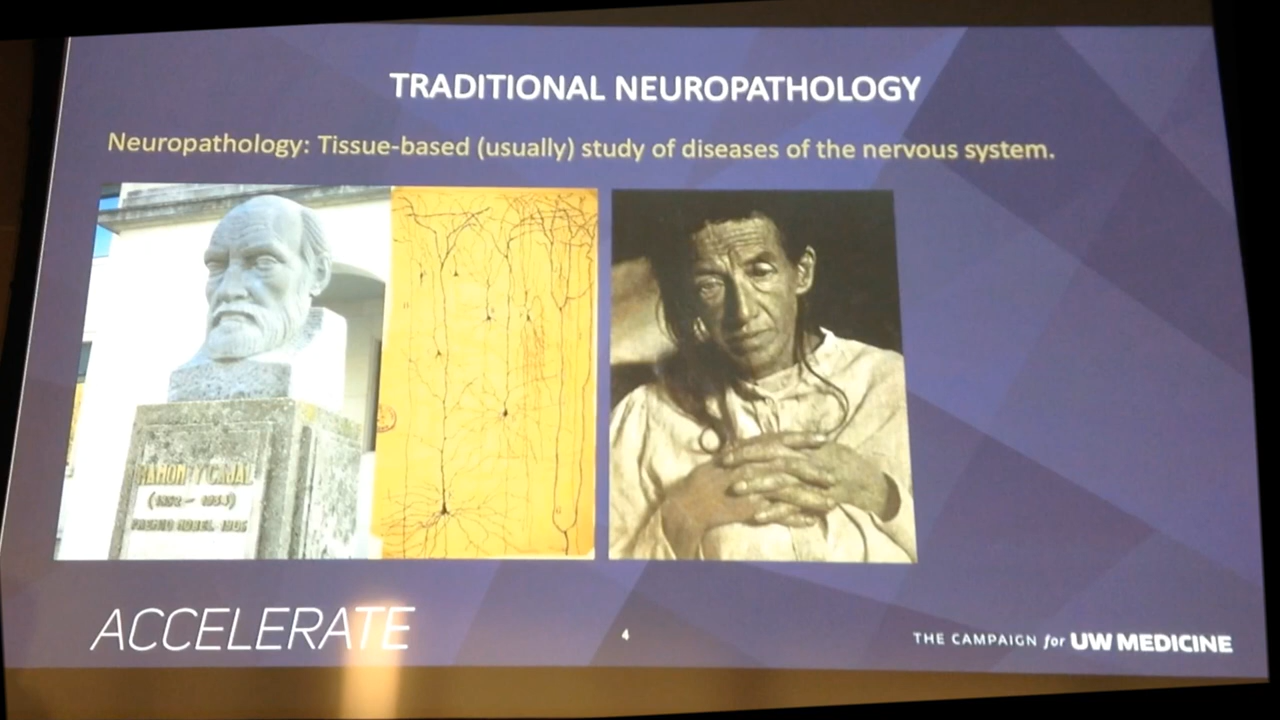 TRADITIONAL NEUROPATHOLOGY
Neuropathology: Tissue-based (usually) study of diseases of the nervous system.
RAMON Y CAJAL
(1852 - 1934)
PREMIO NOBEL 1906
ACCELERATE
4
THE CAMPAIGN for UW MEDICINE